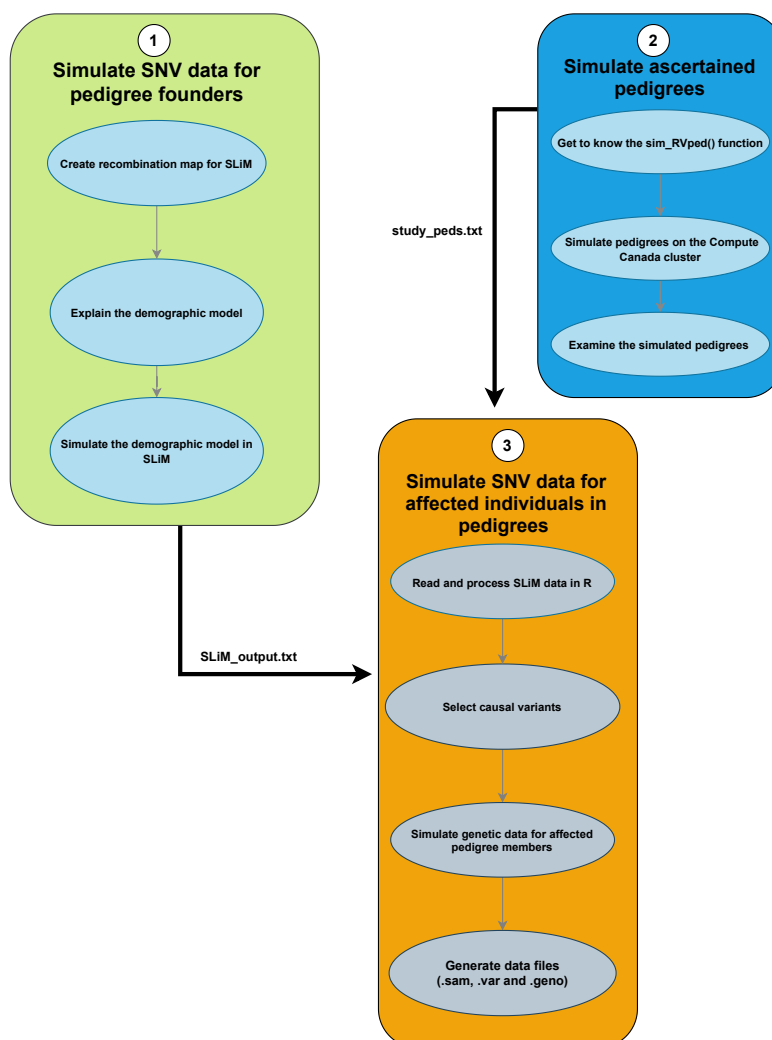 1
Simulate SNV data for
pedigree founders
Create recombination map for SLiM
Explain the demographic model
Simulate the demographic model in
SLiM
2
Simulate ascertained
pedigrees
Get to know the sim_RVped() function
Simulate pedigrees on the Compute
Canada cluster
Examine the simulated pedigrees
study_peds.txt
SLiM_output.txt
3
Simulate SNV data for
affected individuals in
pedigrees
Read and process SLiM data in R
Select causal variants
Simulate genetic data for affected
pedigree members
Generate data files
(.sam, .var and .geno)